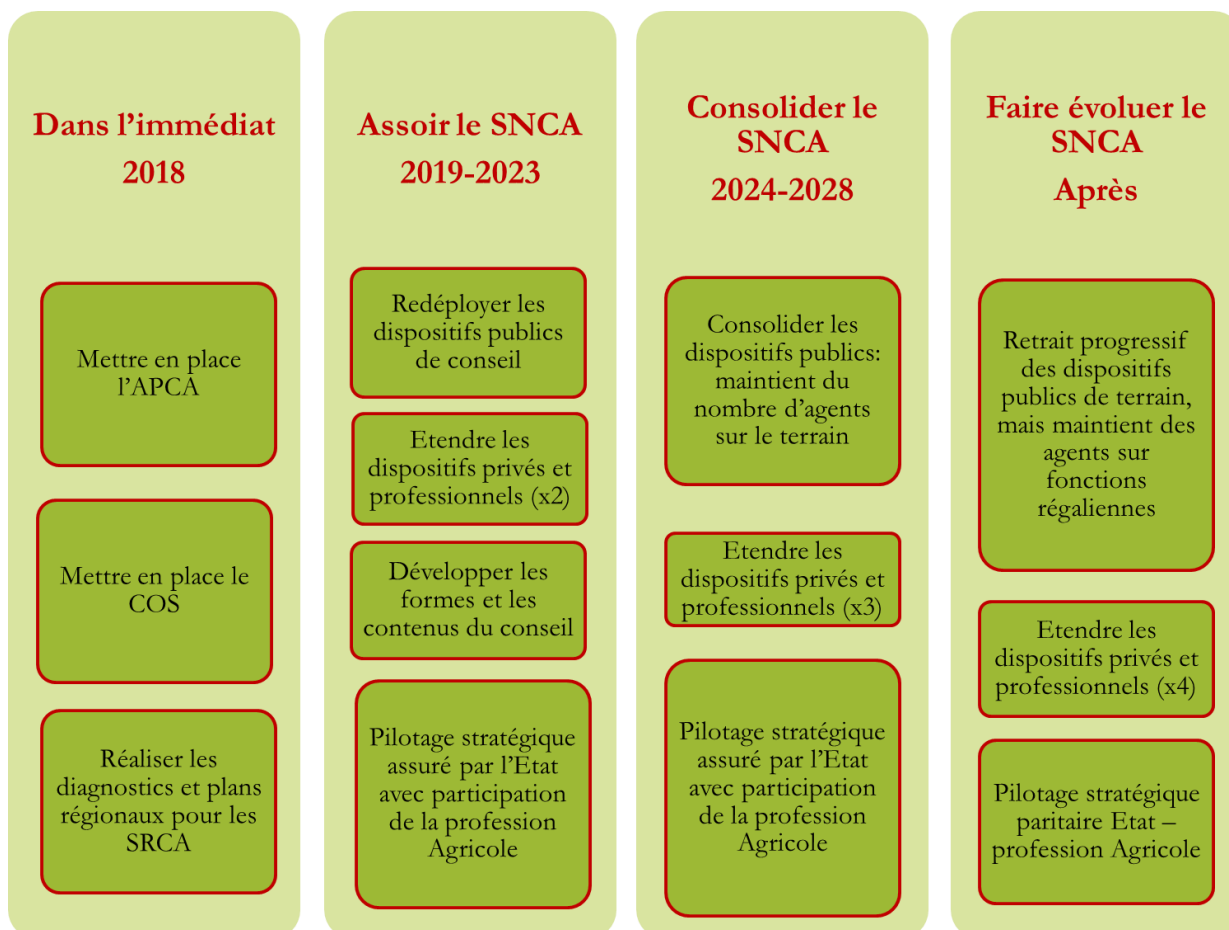 Dans l’immédiat
2018
Mettre en place
l’APCA
Mettre en place le
COS
Réaliser les
diagnostics et plans
régionaux pour les
SRCA
Assoir le SNCA
2019-2023
Redéployer les
dispositifs publics
de conseil
Etendre les
dispositifs privés et
professionnels (x2)
Développer les
formes et les
contenus du conseil
Pilotage stratégique
assuré par l’Etat
avec participation
de la profession
Agricole
Consolider le
SNCA
2024-2028
Consolider les
dispositifs publics:
maintient du
nombre d’agents
sur le terrain
Etendre les
dispositifs privés et
professionnels (x3)
Pilotage stratégique
assuré par l’Etat
avec participation
de la profession
Agricole
Faire évoluer le
SNCA
Après
Retrait progressif
des dispositifs
publics de terrain,
mais maintient des
agents sur
fonctions
régaliennes
Etendre les
dispositifs privés et
professionnels (x4)
Pilotage stratégique
paritaire Etat –
profession Agricole